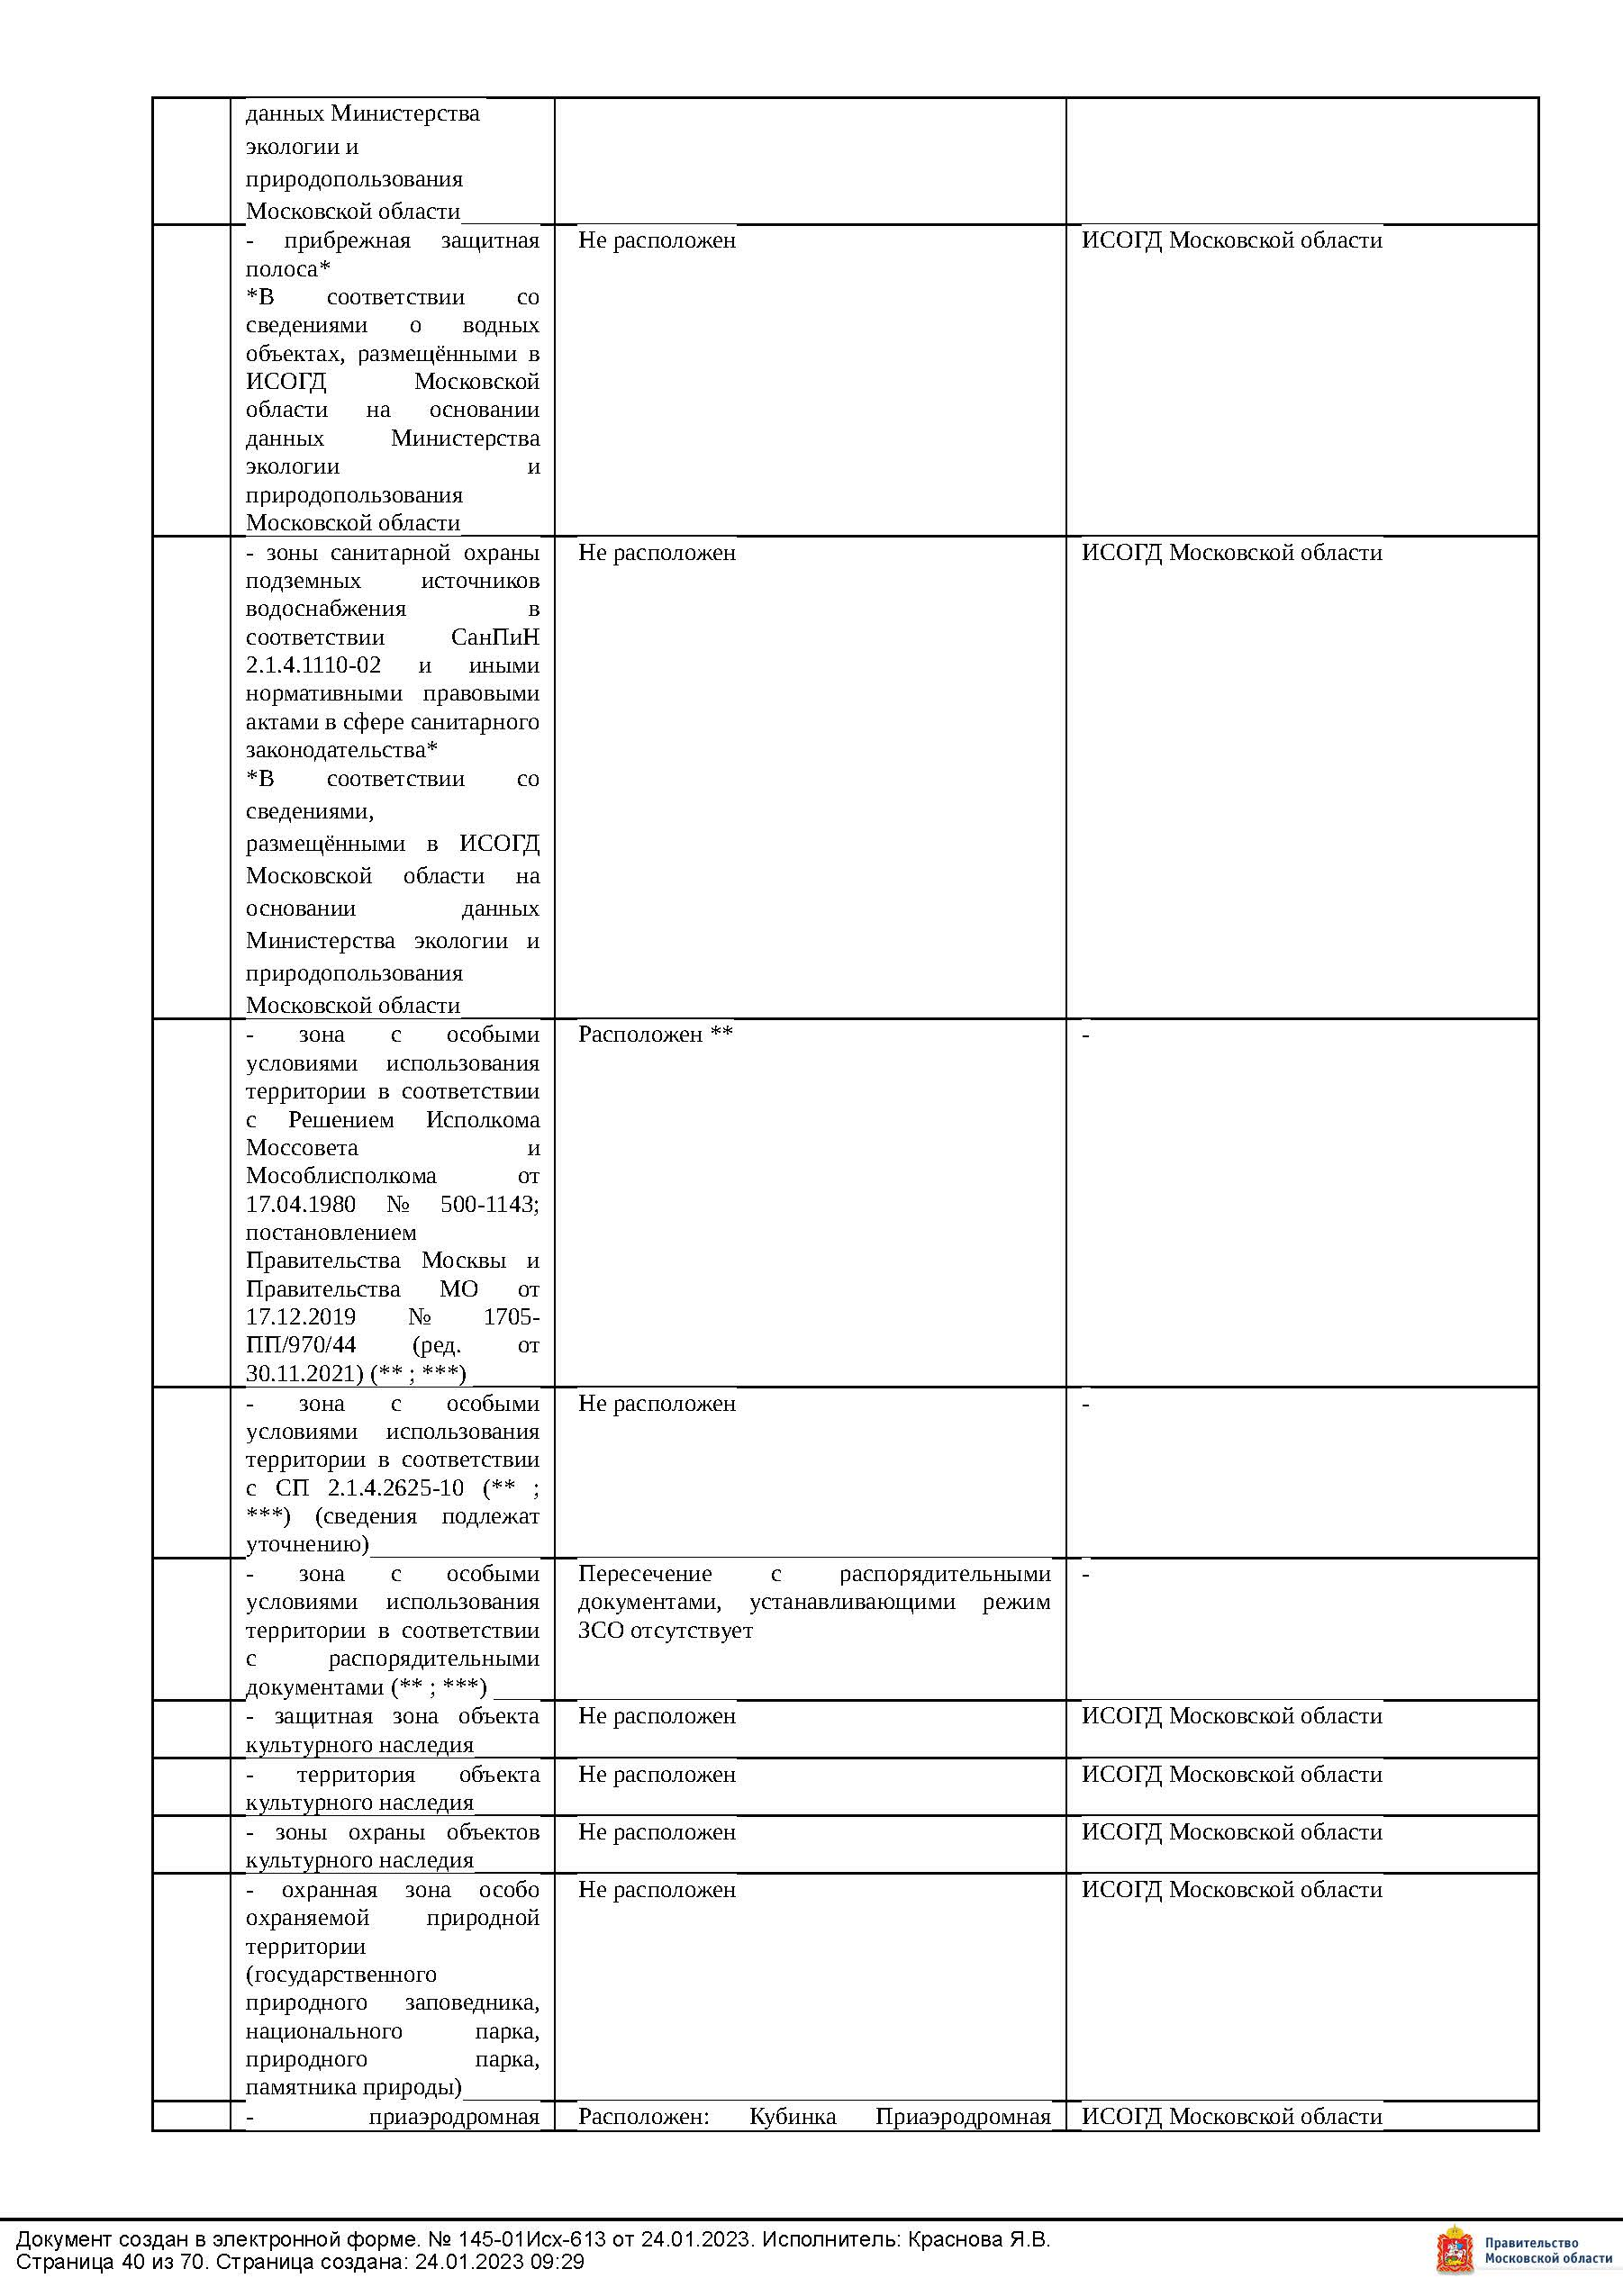 данных Министерства
экологии и
природопользования
Московской области
- прибрежная защитная
полоса*
*В соответствии со
сведениями о водных
объектах, размещёнными в
ИСОГД Московской
области на основании
данных Министерства
экологии и
природопользования
Московской области
Не расположен
ИСОГД Московской области
- зоны санитарной охраны
подземных источников
водоснабжения в
соответствии СанПиН
2.1.4.1110-02 и иными
нормативными правовыми
актами в сфере санитарного
законодательства*
*В соответствии со
сведениями,
размещёнными в ИСОГД
Московской области на
основании данных
Министерства экологии и
природопользования
Московской области
Не расположен
ИСОГД Московской области
- зона с особыми
условиями использования
территории в соответствии
с Решением Исполкома
Моссовета и
Мособлисполкома от
17.04.1980 № 500-1143;
постановлением
Правительства Москвы и
Правительства МО от
17.12.2019 № 1705-
ПП/970/44 (ред. от
30.11.2021) (** ; ***)
Расположен **
-
- зона с особыми
условиями использования
территории в соответствии
с СП 2.1.4.2625-10 (** ;
***) (сведения подлежат
уточнению)
Не расположен
-
- зона с особыми
условиями использования
территории в соответствии
с распорядительными
документами (** ; ***)
Пересечение с распорядительными
документами, устанавливающими режим
ЗСО отсутствует
-
- защитная зона объекта
культурного наследия
Не расположен
ИСОГД Московской области
- территория объекта
культурного наследия
Не расположен
ИСОГД Московской области
- зоны охраны объектов
культурного наследия
Не расположен
ИСОГД Московской области
- охранная зона особо
охраняемой природной
территории
(государственного
природного заповедника,
национального парка,
природного парка,
памятника природы)
Не расположен
ИСОГД Московской области
- приаэродромная
Расположен: Кубинка Приаэродромная
ИСОГД Московской области
Документ создан в электронной форме. № 145-01Исх-613 от 24.01.2023. Исполнитель: Краснова Я.В.
Страница 40 из 70. Страница создана: 24.01.2023 09:29
Правительство
Московской области